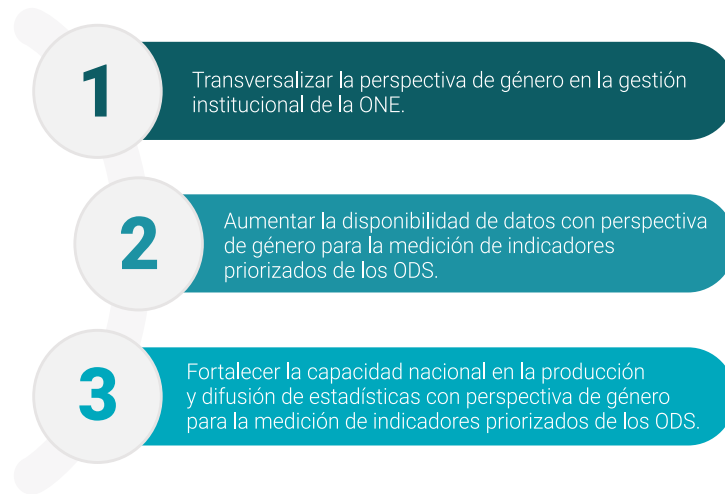 1
Transversalizar la perspectiva de género en la gestión
institucional de la ONE.
2
Aumentar la disponibilidad de datos con perspectiva
de género para la medición de indicadores
priorizados de los ODS.
3
Fortalecer la capacidad nacional en la producción
y difusión de estadísticas con perspectiva de género
para la medición de indicadores priorizados de los ODS.